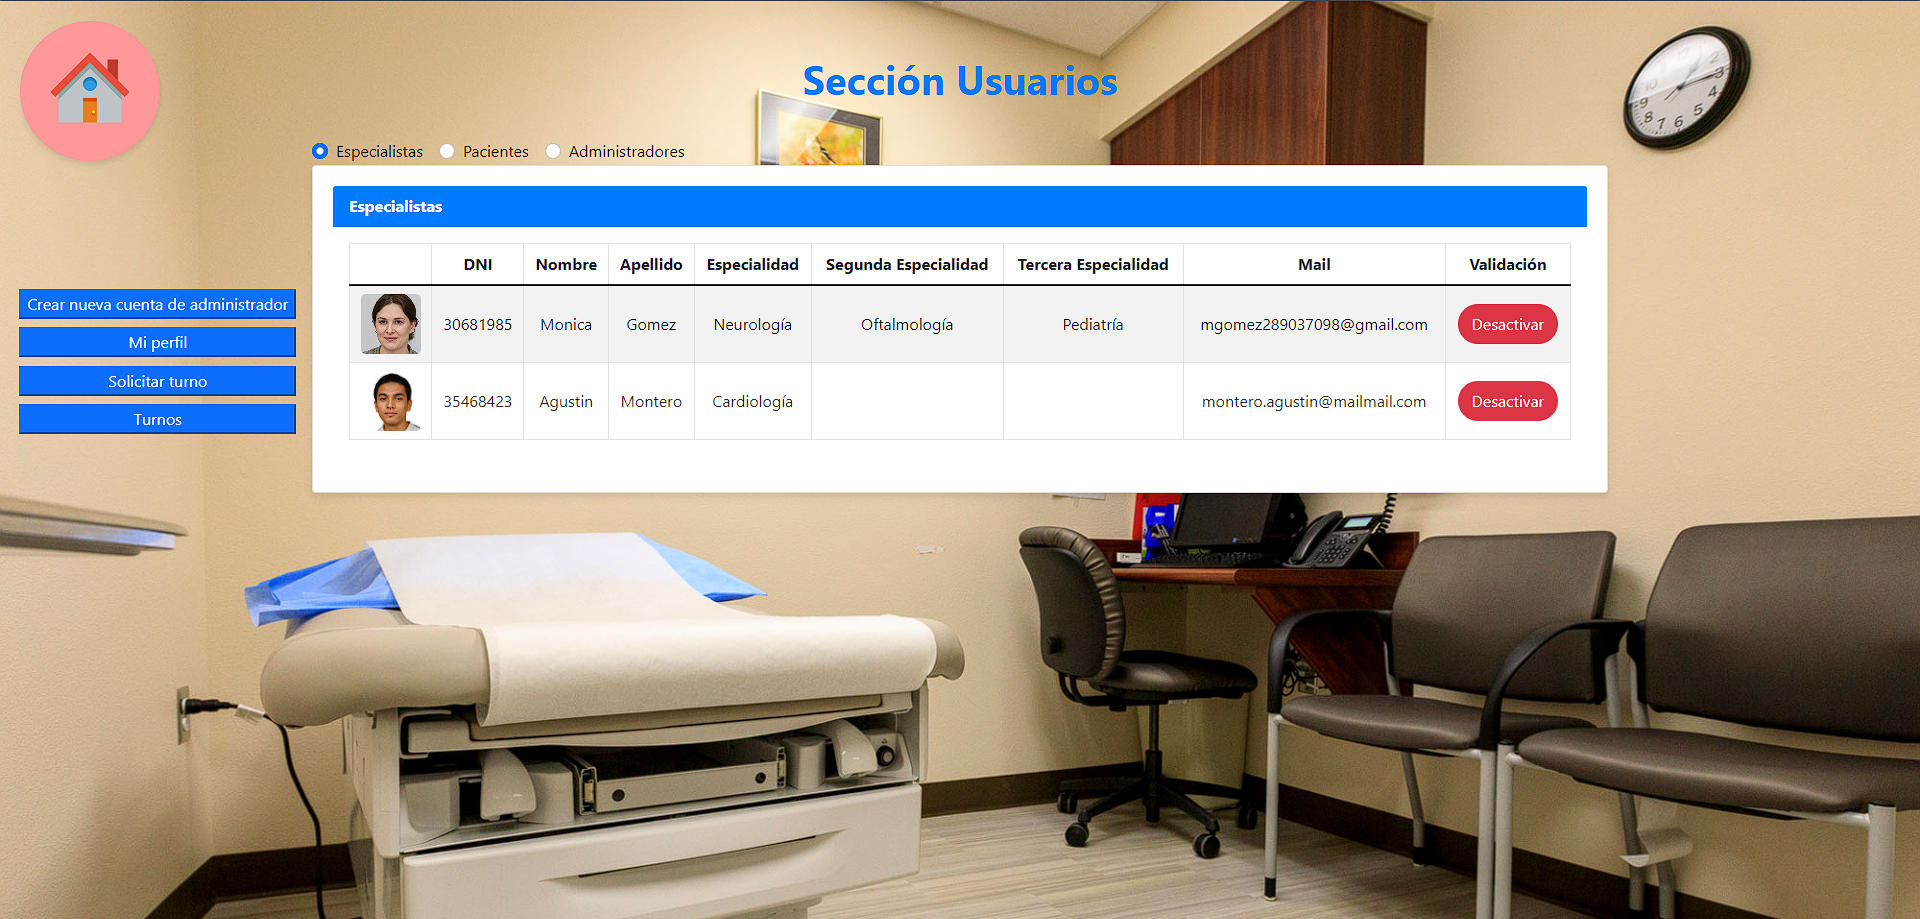 Sección Usuarios
Especialistas Pacientes Administradores
Especialistas
DNI Nombre Apellido Especialidad Segunda Especialidad Tercera Especialidad Mail Validación
30681985 Monica Gomez Neurología Oftalmología Pediatría mgomez289037098@gmail.com Desactivar
35468423 Agustin Montero Cardiología montero.agustin@mailmail.com Desactivar
Crear nueva cuenta de administrador
Mi perfil
Solicitar turno
Turnos